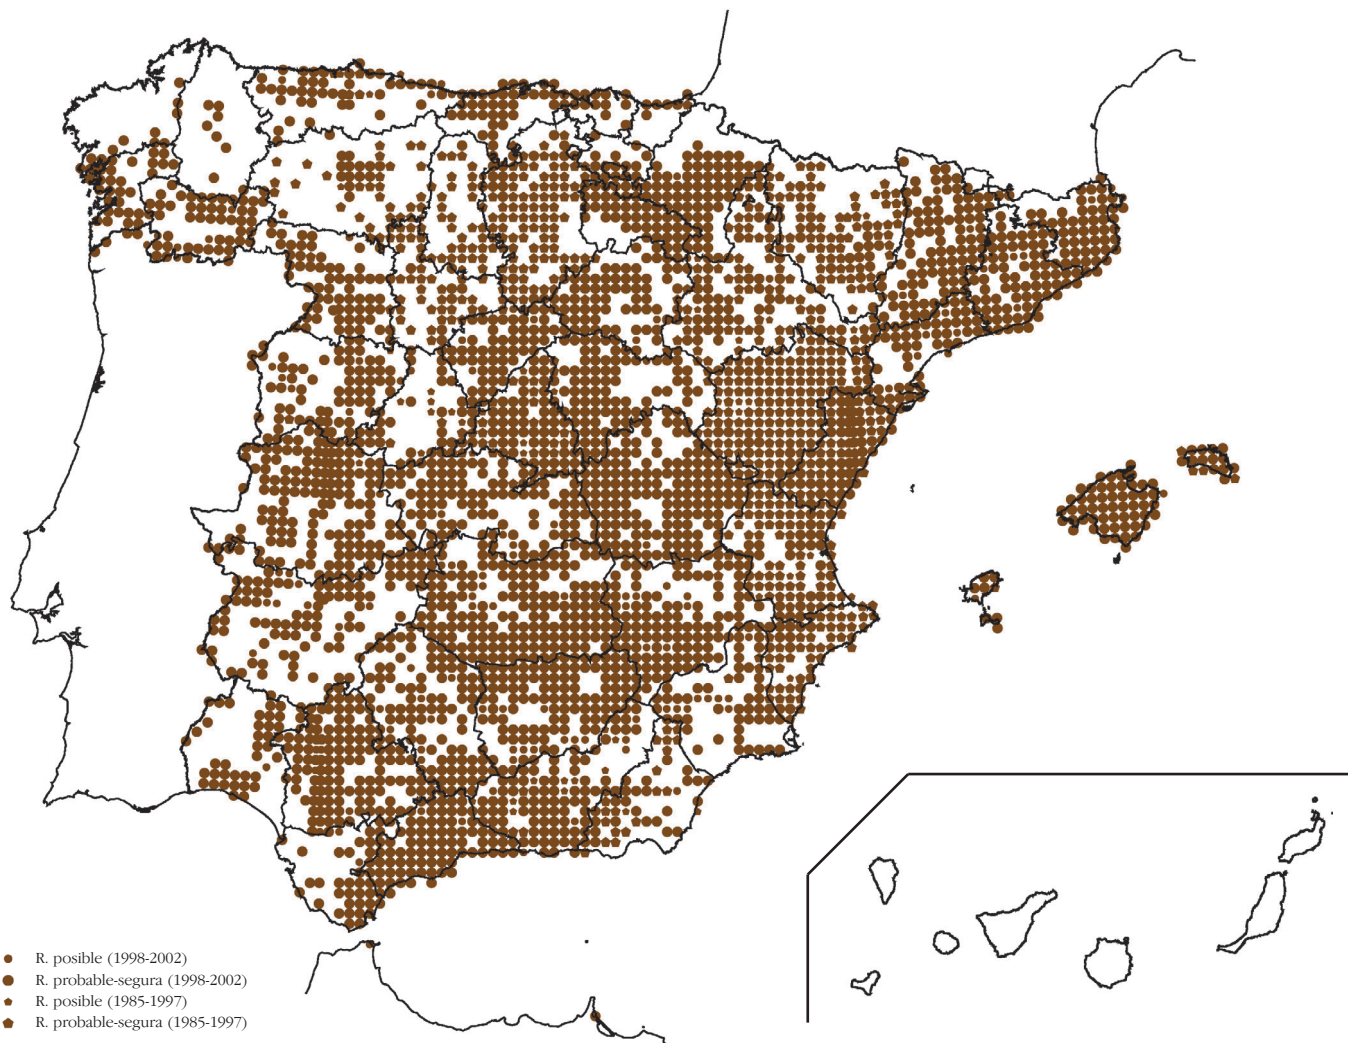 R. posible (1998-2002)
R. probable-segura (1998-2002)
R. posible (1985-1997)
R. probable-segura (1985-1997)